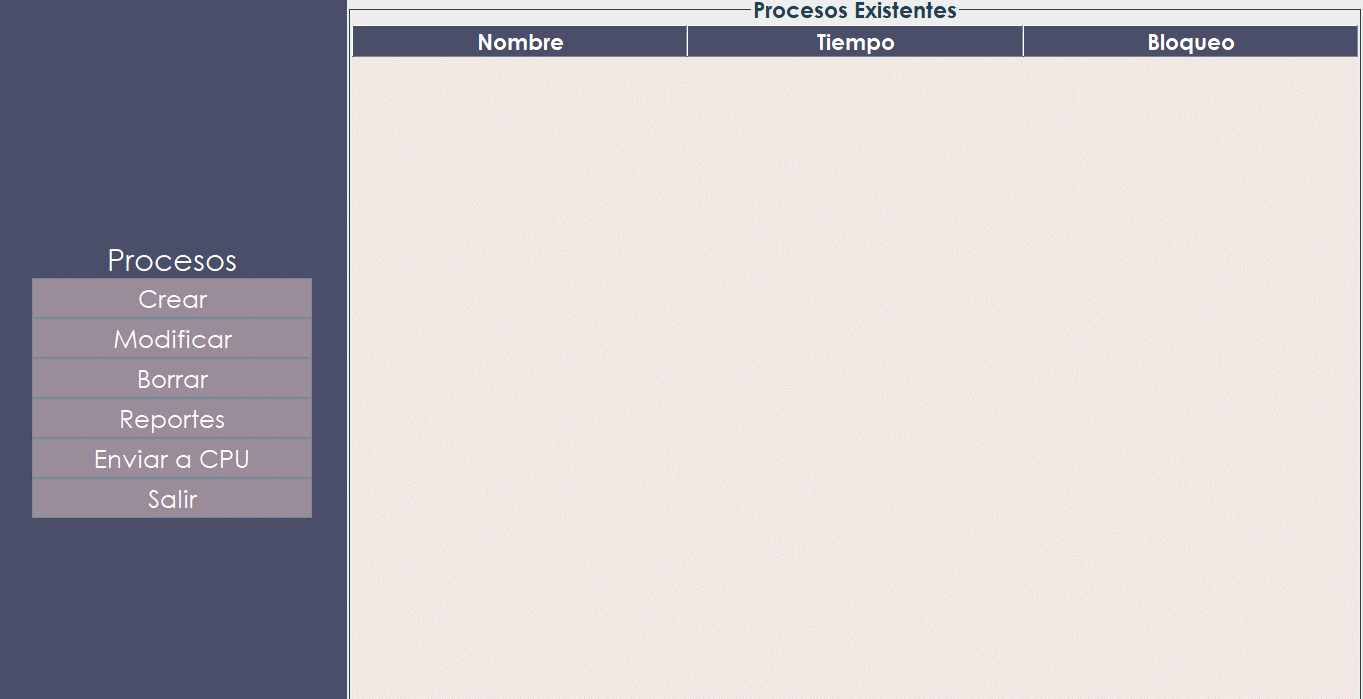 Procesos
Crear
Modificar
Borrar
Reportes
Enviar a CPU
Salir
Procesos Existentes
Nombre Tiempo Bloqueo